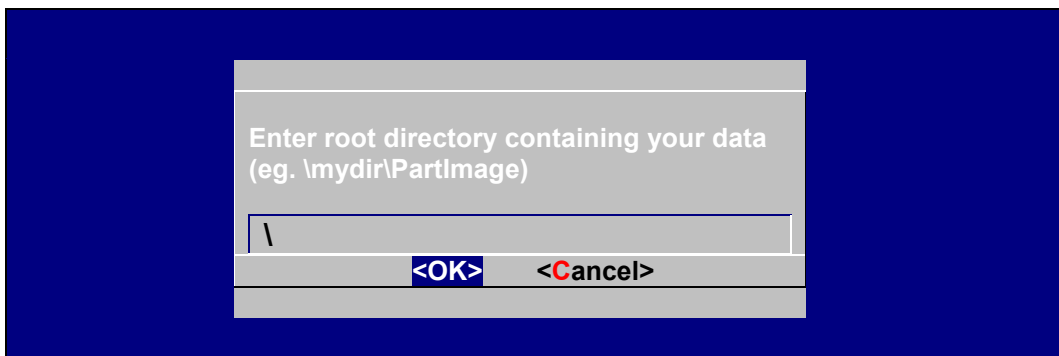 Enter root directory containing your data
(eg. \mydir\PartImage)
\
<OK> <Cancel>